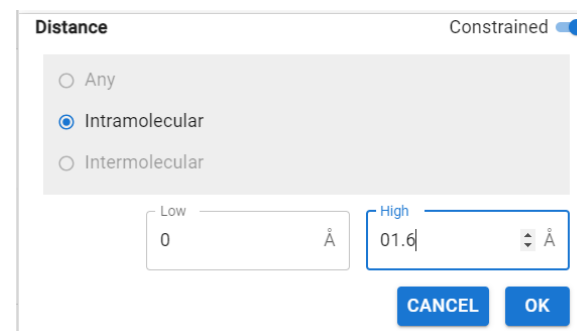 Distance Constrained
Any
Intramolecular
Intermolecular
Low High
0 Å 01.6 Å
CANCEL OK